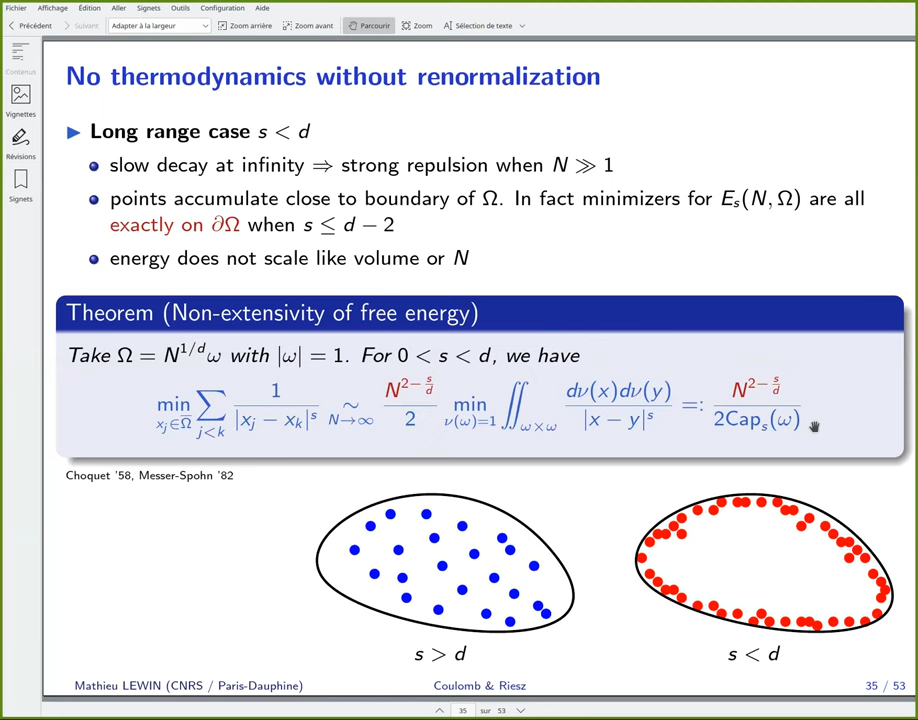 Fichier Affichage Édition Aller Signets Outils Configuration Aide
Précédent Suivant Adapter à la largeur Zoom arrière Zoom avant Parcourir Zoom Sélection de texte
Contenus
Vignettes
Révisions
Signets
No thermodynamics without renormalization
Long range case s < d
slow decay at infinity ⇒ strong repulsion when N ≫ 1
points accumulate close to boundary of Ω. In fact minimizers for E_s(N, Ω) are all
exactly on ∂Ω when s ≤ d − 2
energy does not scale like volume or N
Theorem (Non-extensivity of free energy)
Take Ω = N^{1/d}ω with |ω| = 1. For 0 < s < d, we have
min_{x_j∈Ω̅} ∑_{j<k} 1/|x_j − x_k|^s ∼_{N→∞} N^{2−s/d}/2 min_{ν(ω)=1} ∬_{ω×ω} dν(x)dν(y)/|x − y|^s =: N^{2−s/d}/2Cap_s(ω)
Choquet '58, Messer-Spohn '82
s > d
s < d
Mathieu LEWIN (CNRS / Paris-Dauphine) Coulomb & Riesz 35 / 53
35 sur 53